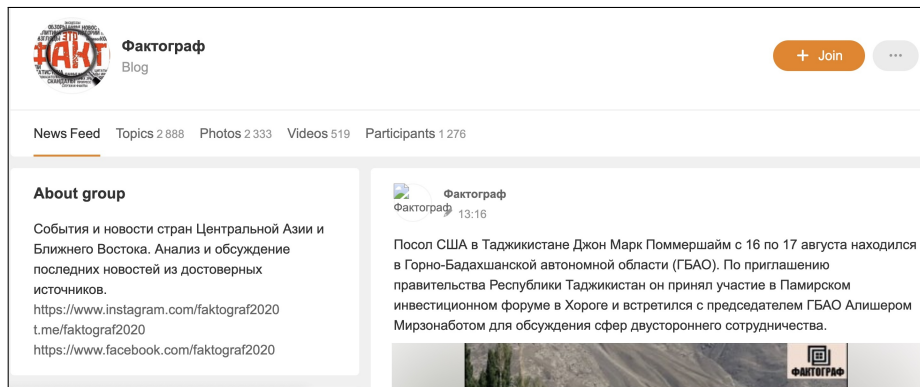 ФАКТ
Фактограф
Blog
+ Join
News Feed
Topics 2 888
Photos 2 333
Videos 519
Participants 1 276
About group
События и новости стран Центральной Азии и
Ближнего Востока. Анализ и обсуждение
последних новостей из достоверных
источников.
https://www.instagram.com/faktograf2020
t.me/faktograf2020
https://www.facebook.com/faktograf2020
Фактограф
Фактограф
13:16
Посол США в Таджикистане Джон Марк Поммершайм с 16 по 17 августа находился
в Горно-Бадахшанской автономной области (ГБАО). По приглашению
правительства Республики Таджикистан он принял участие в Памирском
инвестиционном форуме в Хороге и встретился с председателем ГБАО Алишером
Мирзонаботом для обсуждения сфер двустороннего сотрудничества.
ФАКТОГРАФ